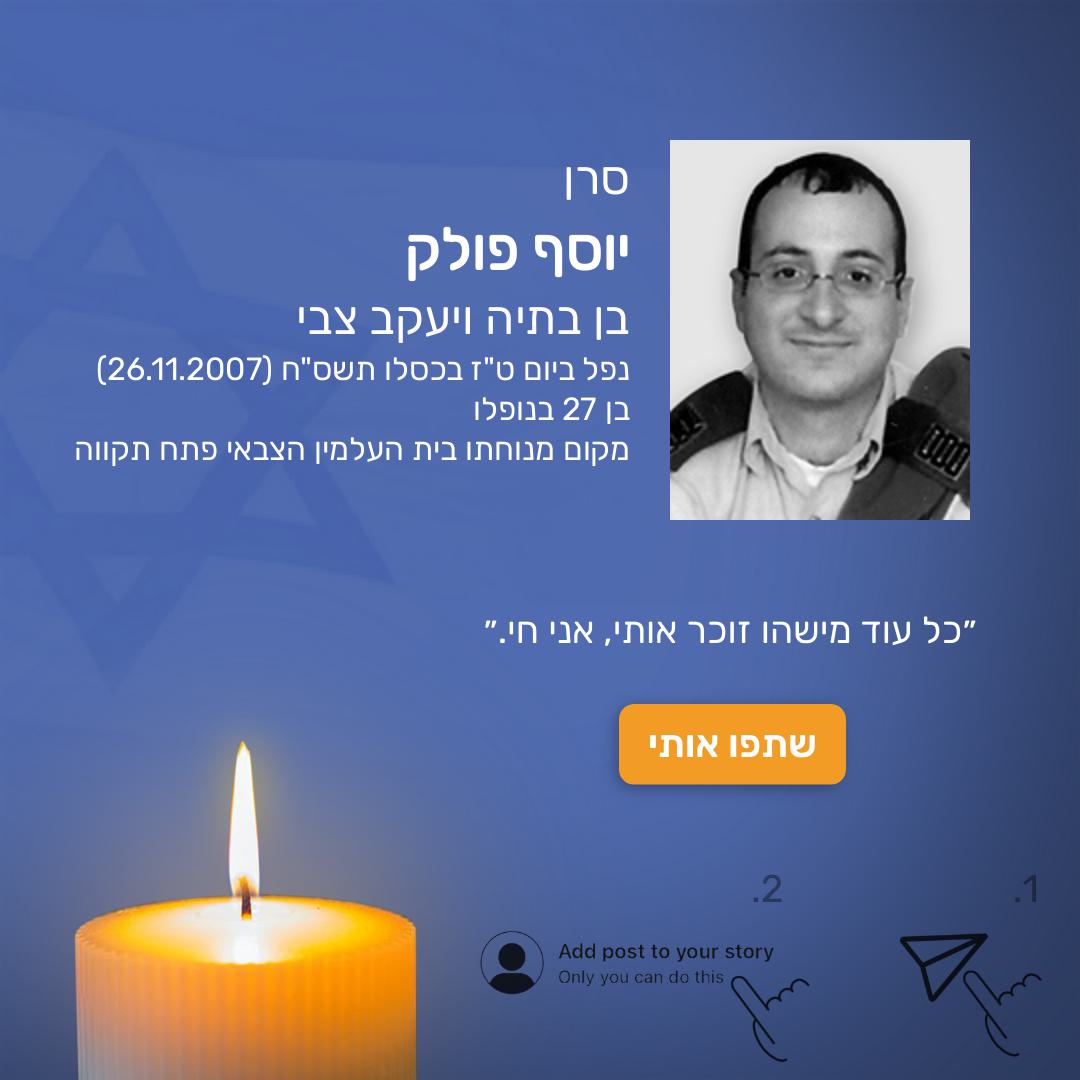 סרן
יוסף פולק
בן בתיה ויעקב צבי
נפל ביום ט"ז בכסלו תשס"ח (26.11.2007)
בן 27 בנופלו
מקום מנוחתו בית העלמין הצבאי פתח תקווה
״כל עוד מישהו זוכר אותי, אני חי.״
שתפו אותי
.1
.2
Add post to your story
Only you can do this